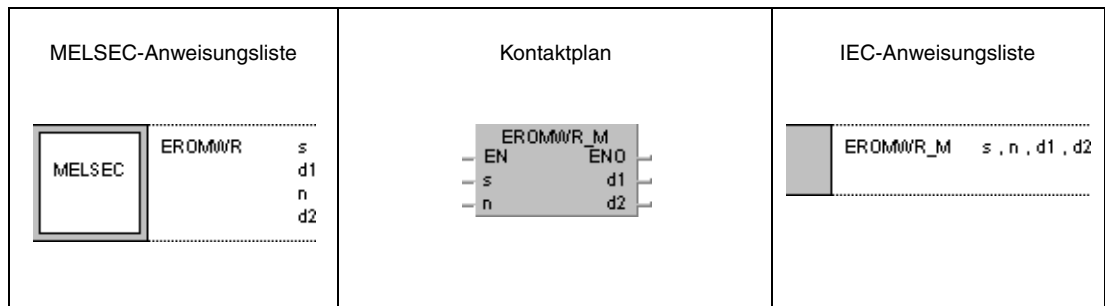 MELSEC-Anweisungsliste
MELSEC
EROMWR s
d1
n
d2
Kontaktplan
EROMWR_M
EN ENO
s d1
n d2
IEC-Anweisungsliste
EROMWR_M s , n , d1 , d2